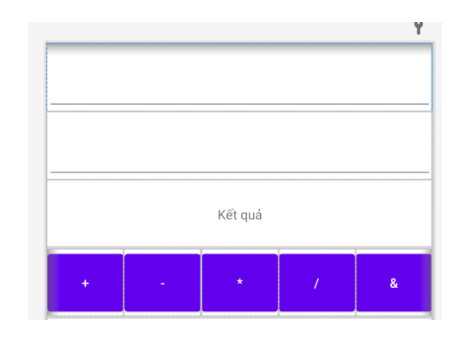 Kết quả
+ - * / &